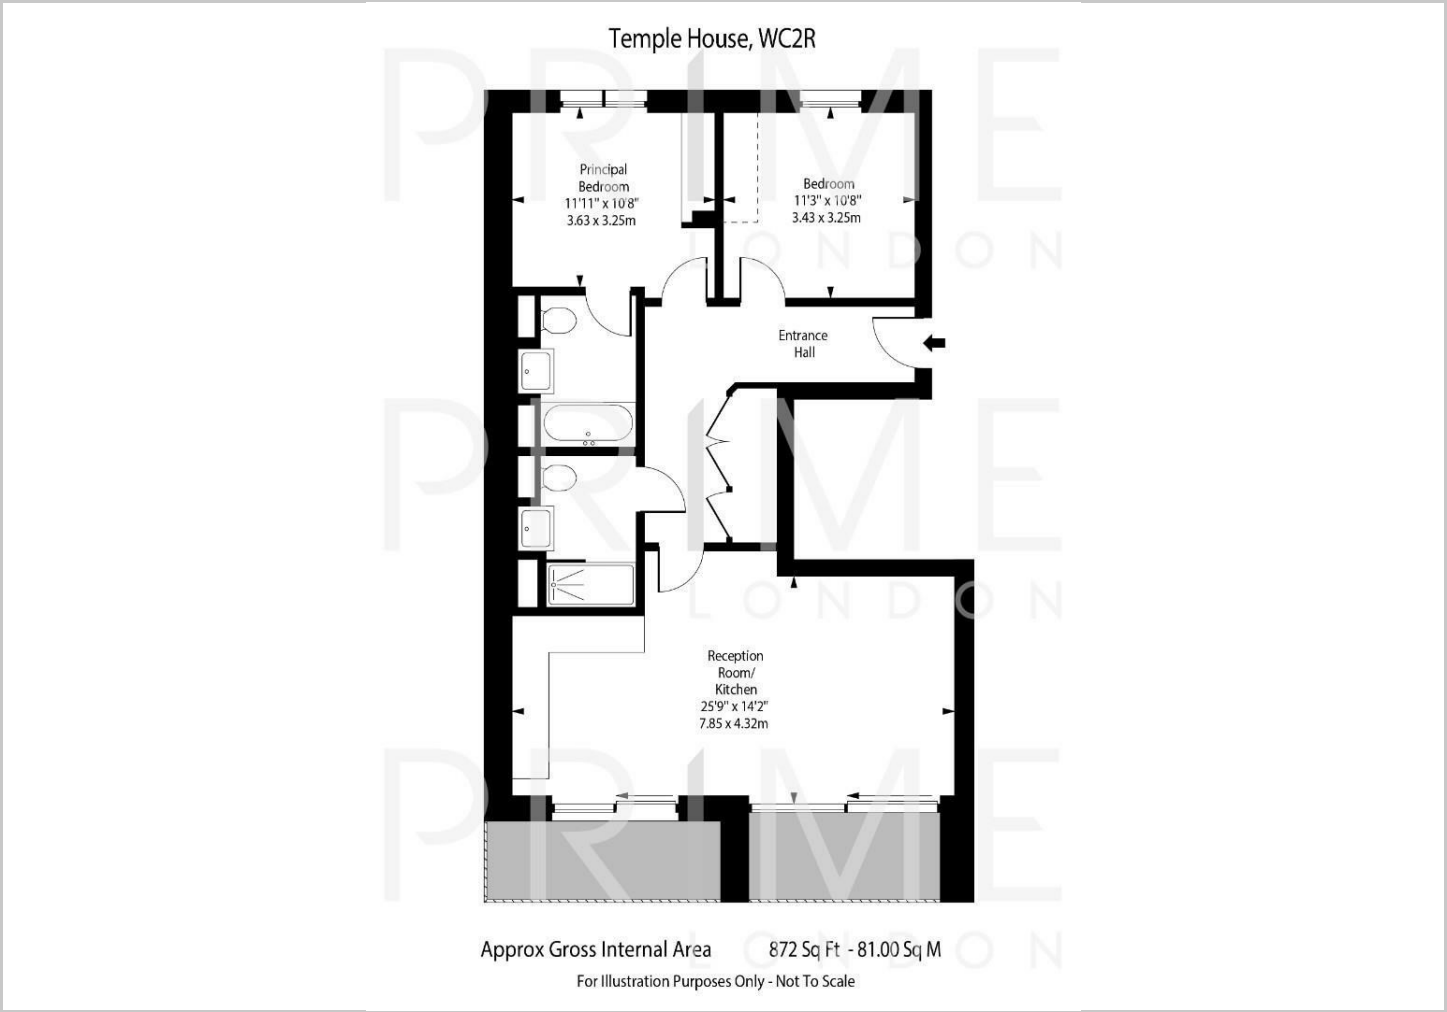 Temple House, WC2R
PRIME
LONDON
Principal
Bedroom
11'11" x 10'8"
3.63 x 3.25m
Bedroom
11'3" x 10'8"
3.43 x 3.25m
Entrance
Hall
PRIME
LONDON
Reception
Room/
Kitchen
25'9" x 14'2"
7.85 x 4.32m
PRIME
LONDON
Approx Gross Internal Area 872 Sq Ft - 81.00 Sq M
For Illustration Purposes Only - Not To Scale